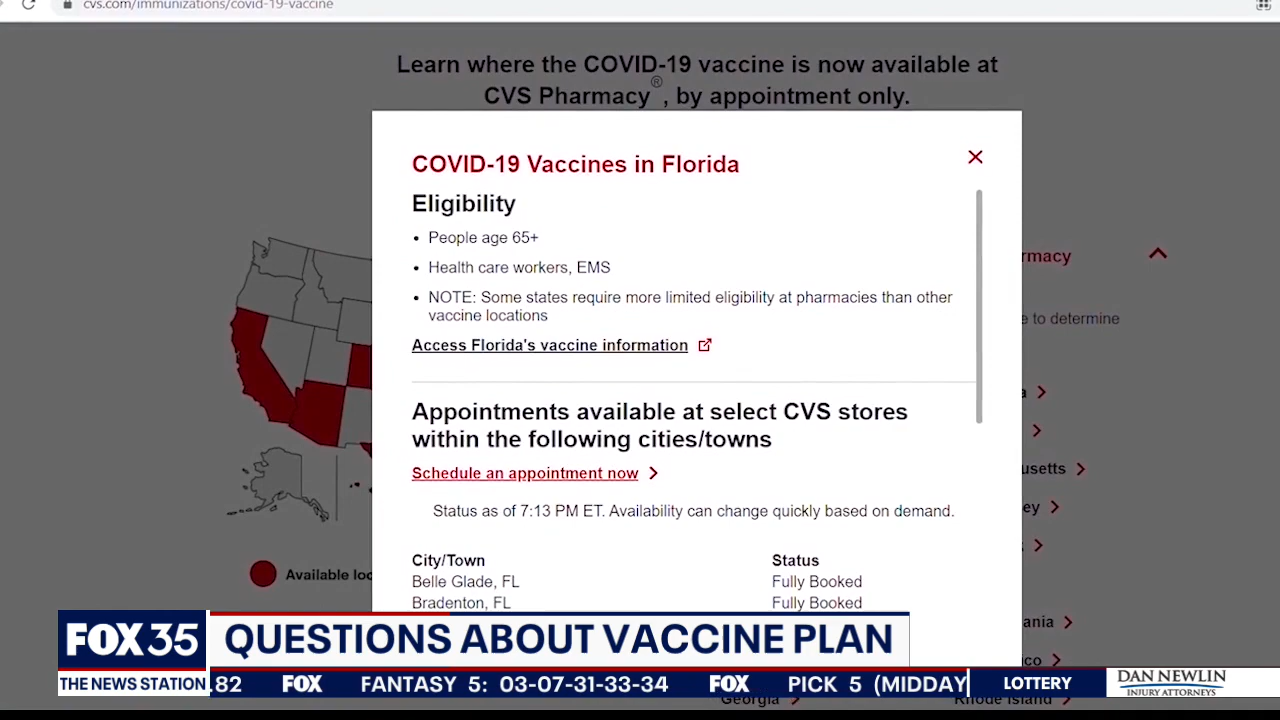 cvs.com/immunizations/covid-19-vaccine
Learn where the COVID-19 vaccine is now available at
CVS Pharmacy®, by appointment only.
COVID-19 Vaccines in Florida
Eligibility
• People age 65+
• Health care workers, EMS
• NOTE: Some states require more limited eligibility at pharmacies than other
vaccine locations
Access Florida's vaccine information
Appointments available at select CVS stores
within the following cities/towns
Schedule an appointment now
Status as of 7:13 PM ET. Availability can change quickly based on demand.
City/Town Status
Belle Glade, FL Fully Booked
Bradenton, FL Fully Booked
rmacy
e to determine
a
usetts
ey
s
ania
ico
Georgia
Rhode Island
Available loc
FOX 35
THE NEWS STATION
QUESTIONS ABOUT VACCINE PLAN
.82 FOX FANTASY 5: 03-07-31-33-34 FOX PICK 5 (MIDDAY
LOTTERY
DAN NEWLIN
INJURY ATTORNEYS